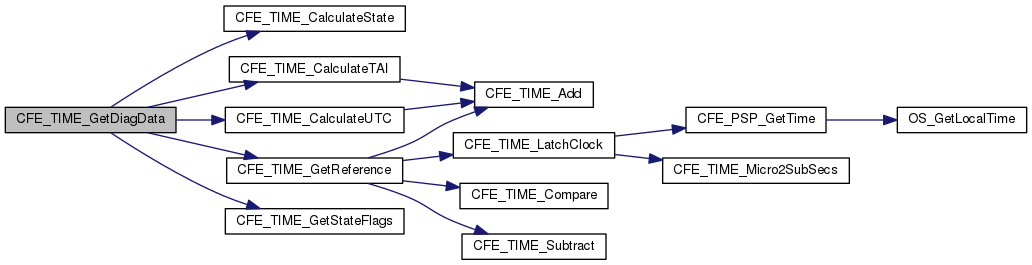 CFE_TIME_GetDiagData
CFE_TIME_CalculateState
CFE_TIME_CalculateTAI
CFE_TIME_CalculateUTC
CFE_TIME_GetReference
CFE_TIME_GetStateFlags
CFE_TIME_Add
CFE_TIME_LatchClock
CFE_TIME_Compare
CFE_TIME_Subtract
CFE_PSP_GetTime
CFE_TIME_Micro2SubSecs
OS_GetLocalTime